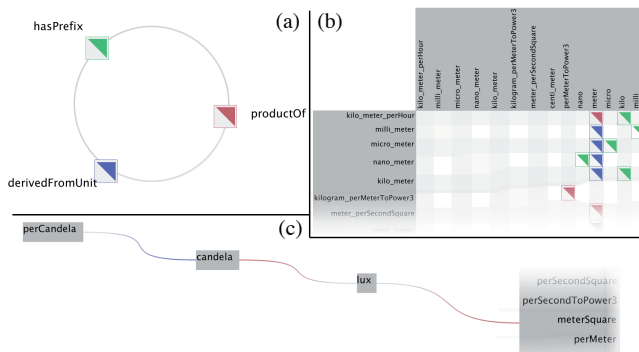 (a)
hasPrefix
productOf
derivedFromUnit
(b)
kilo_meter_perHour
milli_meter
micro_meter
nano_meter
kilo_meter
kilogram_perMeterToPower3
meter_perSecondSquare
centi_meter
perMeterToPower3
nano
meter
micro
kilo
milli
kilo_meter_perHour
milli_meter
micro_meter
nano_meter
kilo_meter
kilogram_perMeterToPower3
meter_perSecondSquare
(c)
perCandela
candela
lux
perSecondSquare
perSecondToPower3
meterSquare
perMeter